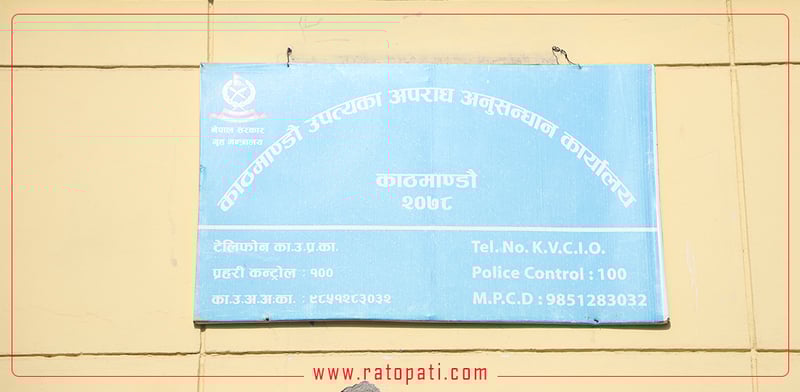 काठमाण्डौ उपत्यका अपराध अनुसन्धान कार्यालय
नेपाल सरकार
गृह मन्त्रालय
काठमाण्डौ
२०७८
टेलिफोन का.उ.प्र.का.
प्रहरी कन्ट्रोल : १००
का.उ.अ.अ.का. : ९८५१२८३०३२
Tel. No. K.V.C.I.O.
Police Control : 100
M.P.C.D : 9851283032
www.ratopati.com